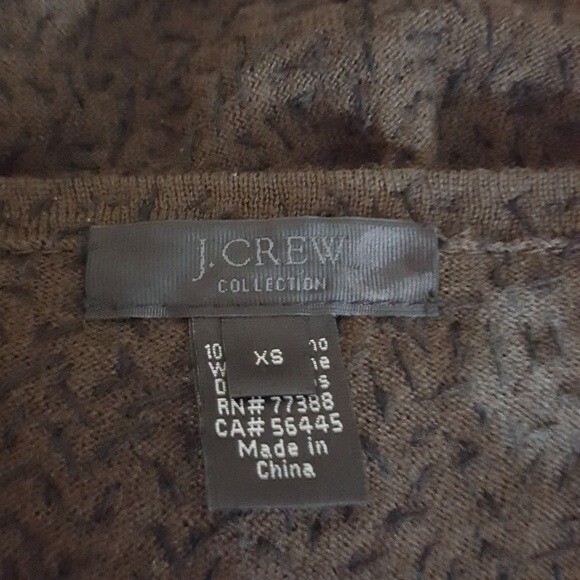 J.CREW
COLLECTION
XS
RN# 77388
CA# 56445
Made in
China